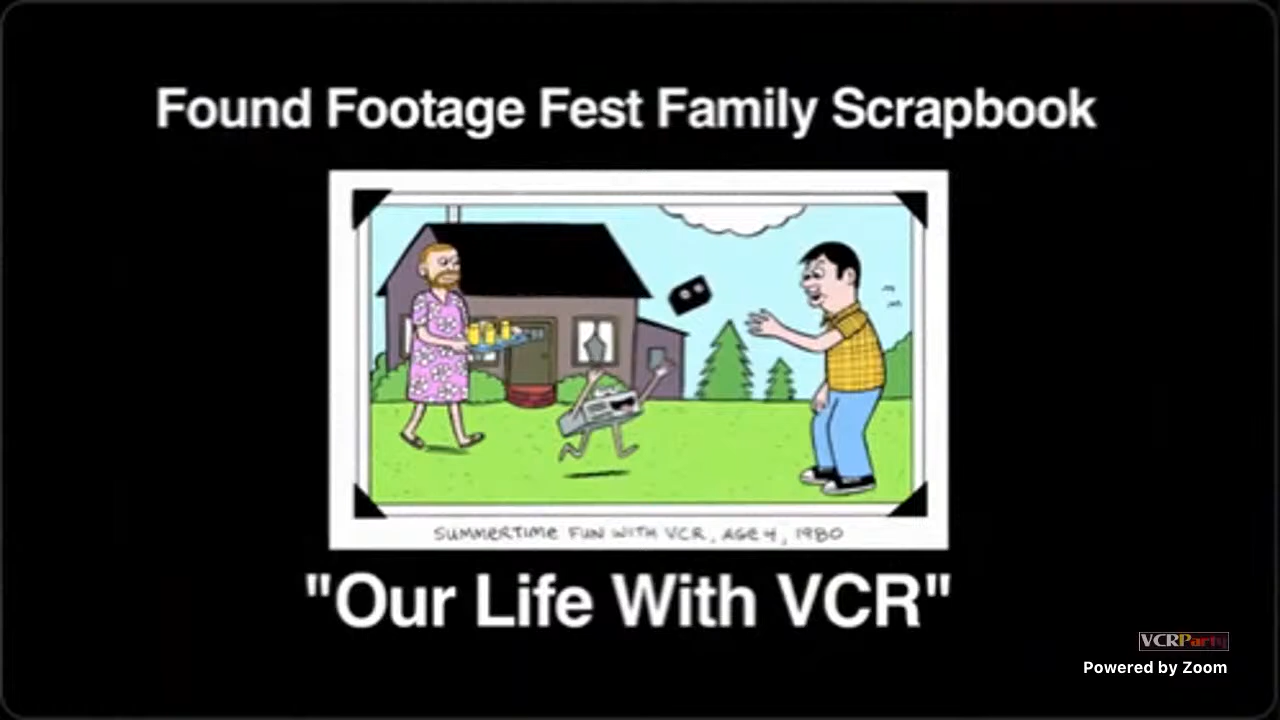 Found Footage Fest Family Scrapbook
SUMMERTIME FUN WITH VCR, AGE 4, 1980
"Our Life With VCR"
VCRParty
Powered by Zoom